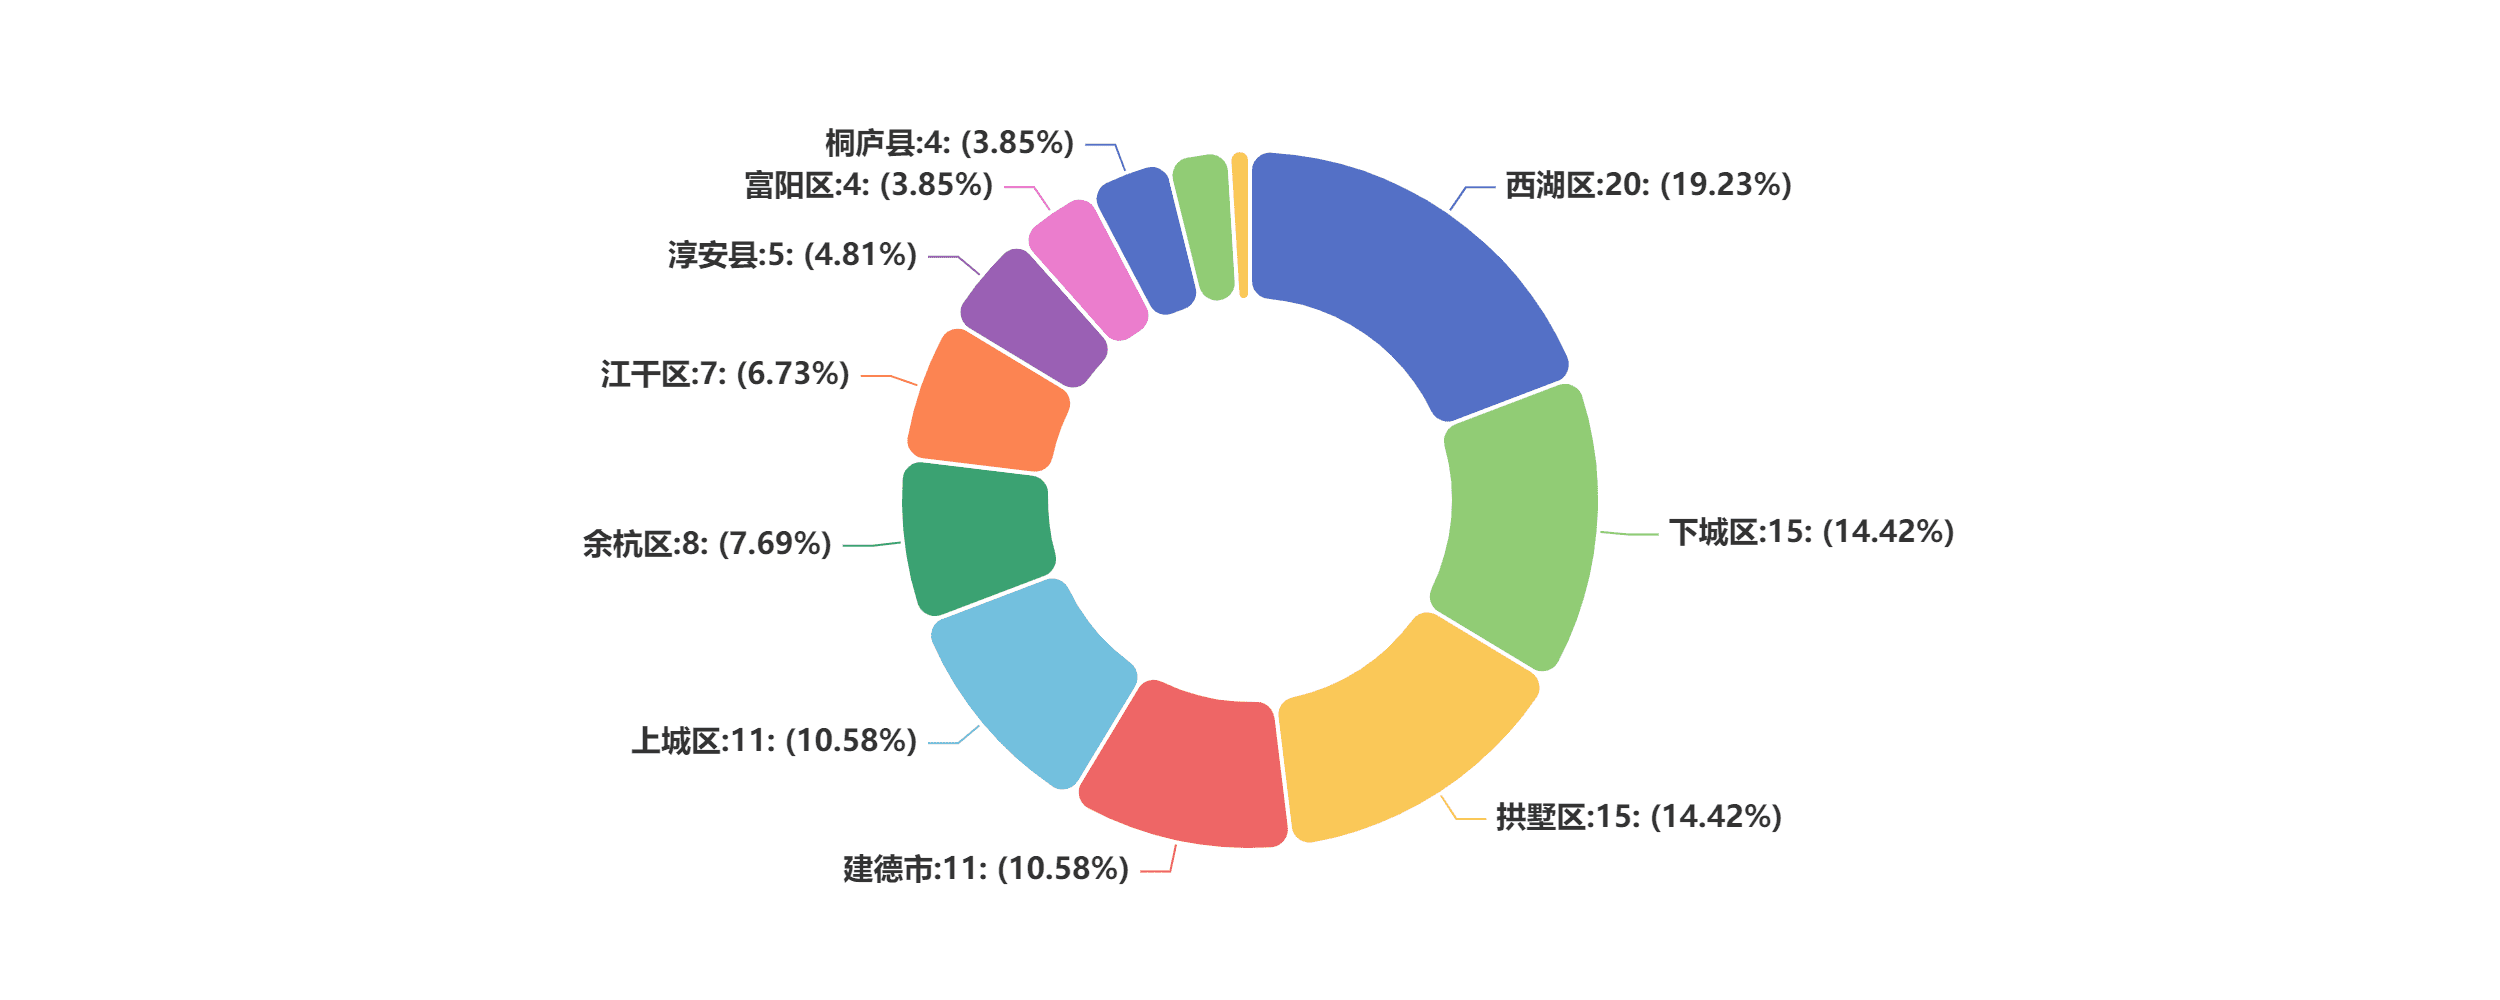 桐庐县:4: (3.85%)
富阳区:4: (3.85%)
西湖区:20: (19.23%)
淳安县:5: (4.81%)
江干区:7: (6.73%)
下城区:15: (14.42%)
余杭区:8: (7.69%)
上城区:11: (10.58%)
拱墅区:15: (14.42%)
建德市:11: (10.58%)